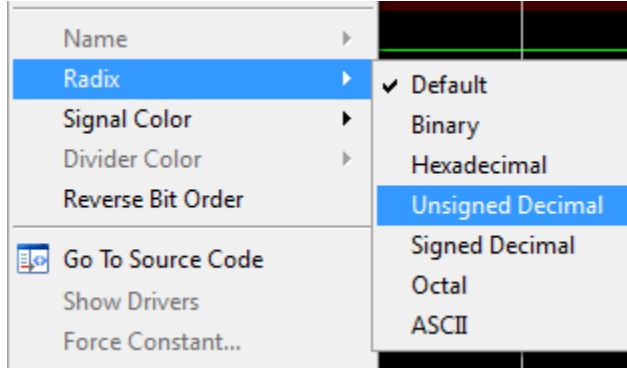 Name
Radix
Signal Color
Divider Color
Reverse Bit Order
Go To Source Code
Show Drivers
Force Constant...
Default
Binary
Hexadecimal
Unsigned Decimal
Signed Decimal
Octal
ASCII